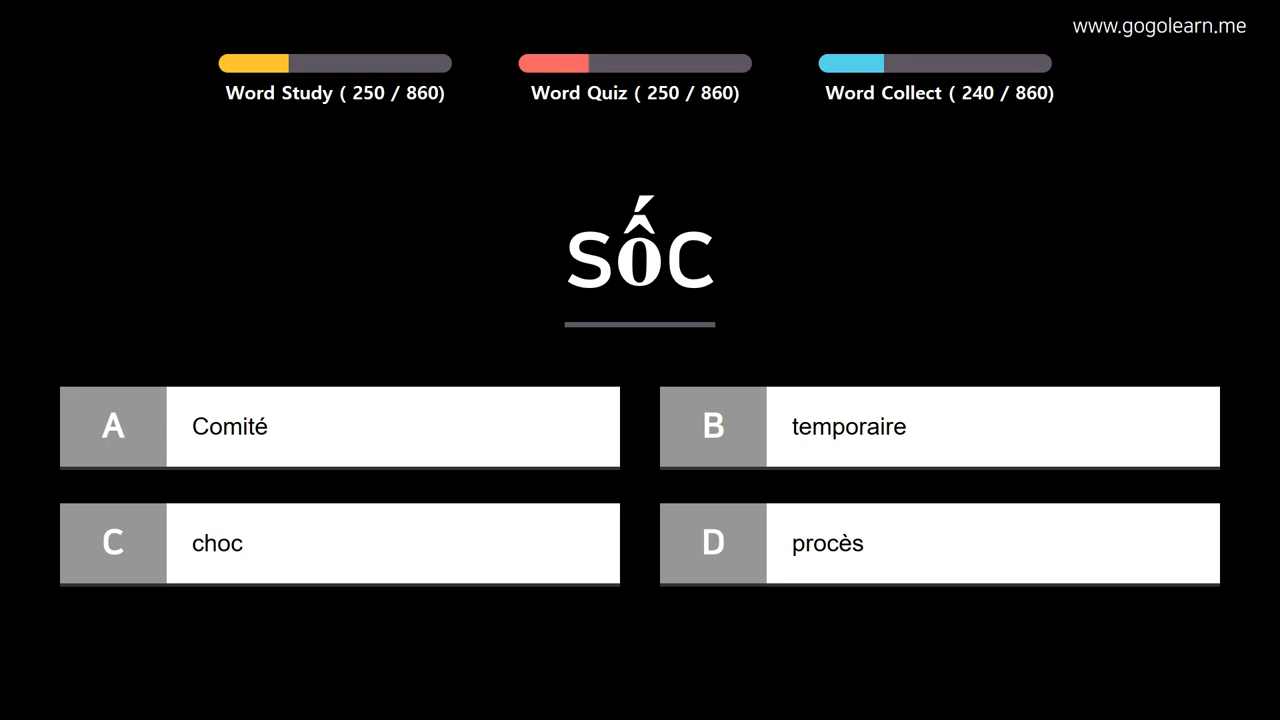 www.gogolearn.me
Word Study ( 250 / 860)
Word Quiz ( 250 / 860)
Word Collect ( 240 / 860)
sốc
A Comité
B temporaire
C choc
D procès